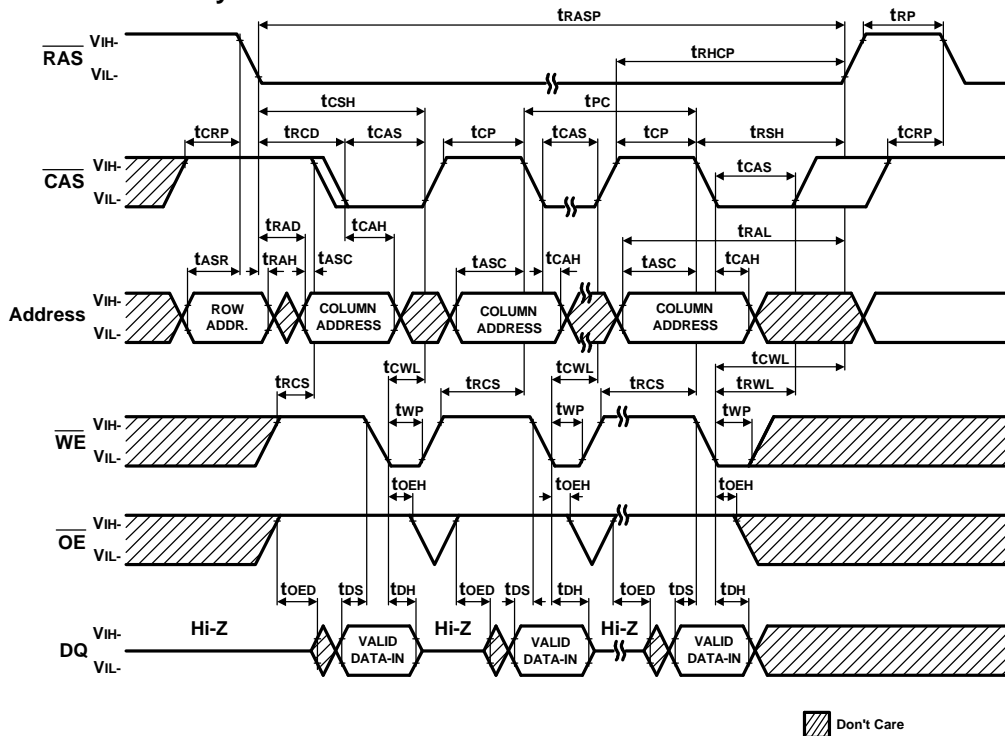 y
tRASP
tRP
VIH-
RAS
VIL-
tRHCP
tCSH
tPC
tCRP
tRCD
tCAS
tCP
tCAS
tCP
tRSH
tCRP
VIH-
CAS
VIL-
tCAS
tRAD
tCAH
tRAL
tASR
tRAH
tASC
tASC
tCAH
tASC
tCAH
VIH-
Address
VIL-
ROW ADDR.
COLUMN ADDRESS
COLUMN ADDRESS
COLUMN ADDRESS
tCWL
tCWL
tCWL
tRCS
tRCS
tRCS
tRWL
tWP
tWP
tWP
VIH-
WE
VIL-
tOEH
tOEH
tOEH
VIH-
OE
VIL-
tOED
tDS
tDH
tOED
tDS
tDH
tOED
tDS
tDH
VIH-
DQ
VIL-
Hi-Z
VALID DATA-IN
Hi-Z
VALID DATA-IN
Hi-Z
VALID DATA-IN
Don't Care